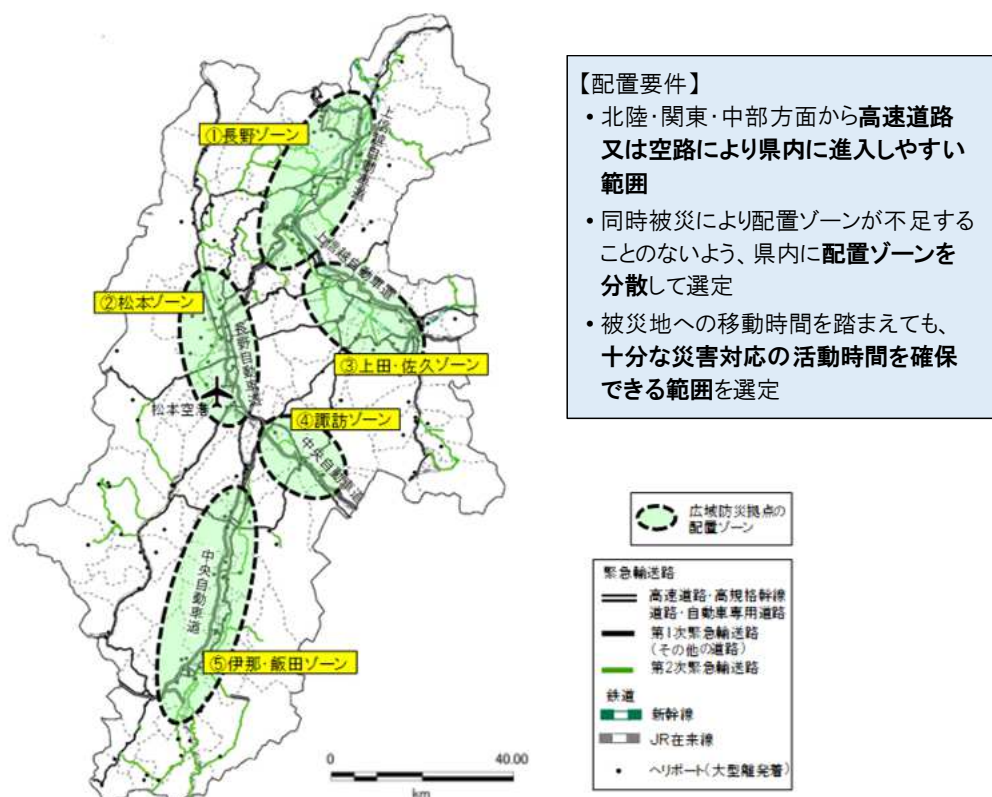 ①長野ゾーン
上信越自動車道
上信越自動車道
②松本ゾーン
長野自動車道
③上田・佐久ゾーン
松本空港
④諏訪ゾーン
中央自動車道
中央自動車道
⑤伊那・飯田ゾーン
0 40.00
km
【配置要件】
• 北陸・関東・中部方面から高速道路
又は空路により県内に進入しやすい
範囲
• 同時被災により配置ゾーンが不足する
ことのないよう、県内に配置ゾーンを
分散して選定
• 被災地への移動時間を踏まえても、
十分な災害対応の活動時間を確保
できる範囲を選定
広域防災拠点の
配置ゾーン
緊急輸送路
高速道路・高規格幹線
道路・自動車専用道路
第1次緊急輸送路
(その他の道路)
第2次緊急輸送路
鉄道
新幹線
JR在来線
ヘリポート(大型離発着)